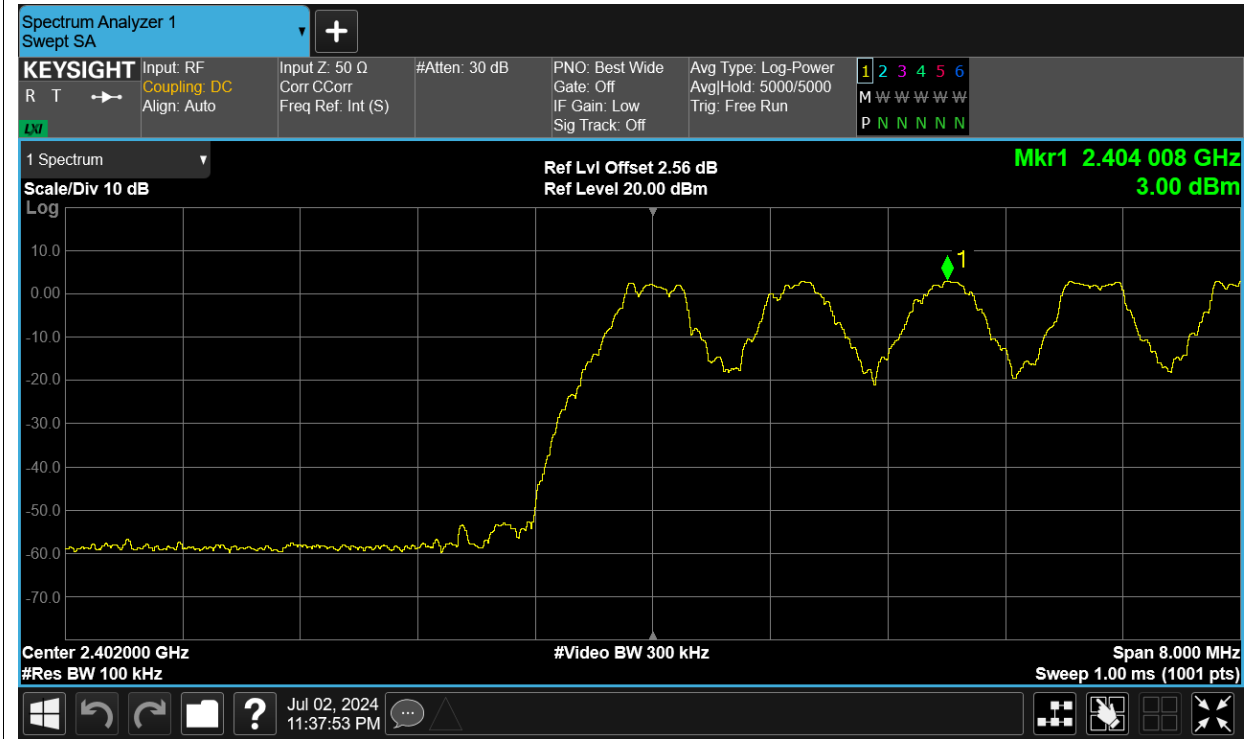 Spectrum Analyzer 1
Swept SA
KEYSIGHT
R T
LXI
Input: RF
Coupling: DC
Align: Auto
Input Z: 50 Ω
Corr CCorr
Freq Ref: Int (S)
#Atten: 30 dB
PNO: Best Wide
Gate: Off
IF Gain: Low
Sig Track: Off
Avg Type: Log-Power
Avg|Hold: 5000/5000
Trig: Free Run
1 2 3 4 5 6
M W W W W W
P N N N N N
1 Spectrum
Scale/Div 10 dB
Log
Ref Lvl Offset 2.56 dB
Ref Level 20.00 dBm
Mkr1 2.404 008 GHz
3.00 dBm
10.0
0.00
-10.0
-20.0
-30.0
-40.0
-50.0
-60.0
-70.0
1
Center 2.402000 GHz
#Res BW 100 kHz
#Video BW 300 kHz
Span 8.000 MHz
Sweep 1.00 ms (1001 pts)
?
Jul 02, 2024
11:37:53 PM